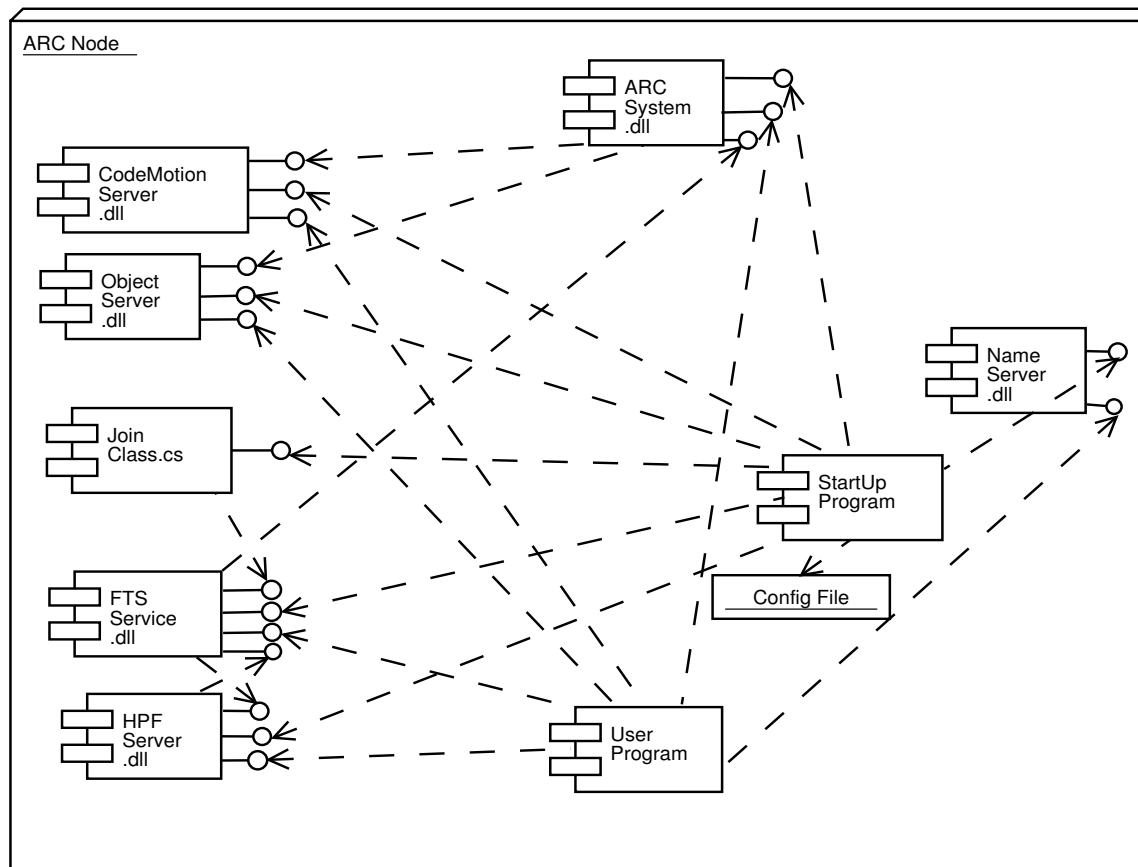 ARC Node
ARC
System
.dll
CodeMotion
Server
.dll
Object
Server
.dll
Name
Server
.dll
Join
Class.cs
StartUp
Program
Config File
FTS
Service
.dll
HPF
Server
.dll
User
Program